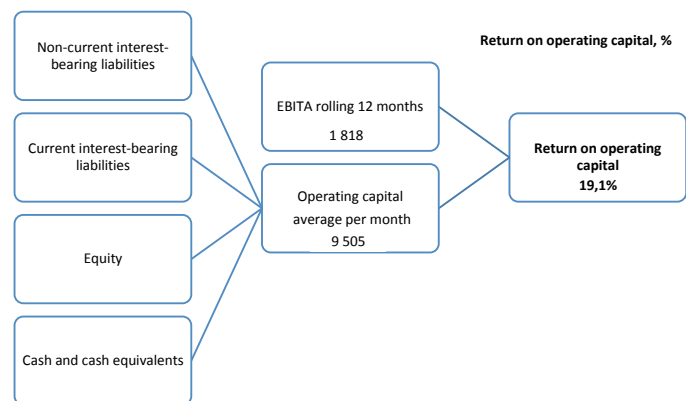 Return on operating capital, %
Non-current interest-
bearing liabilities
Current interest-bearing
liabilities
Equity
Cash and cash equivalents
EBITA rolling 12 months
1 818
Operating capital
average per month
9 505
Return on operating
capital
19,1%